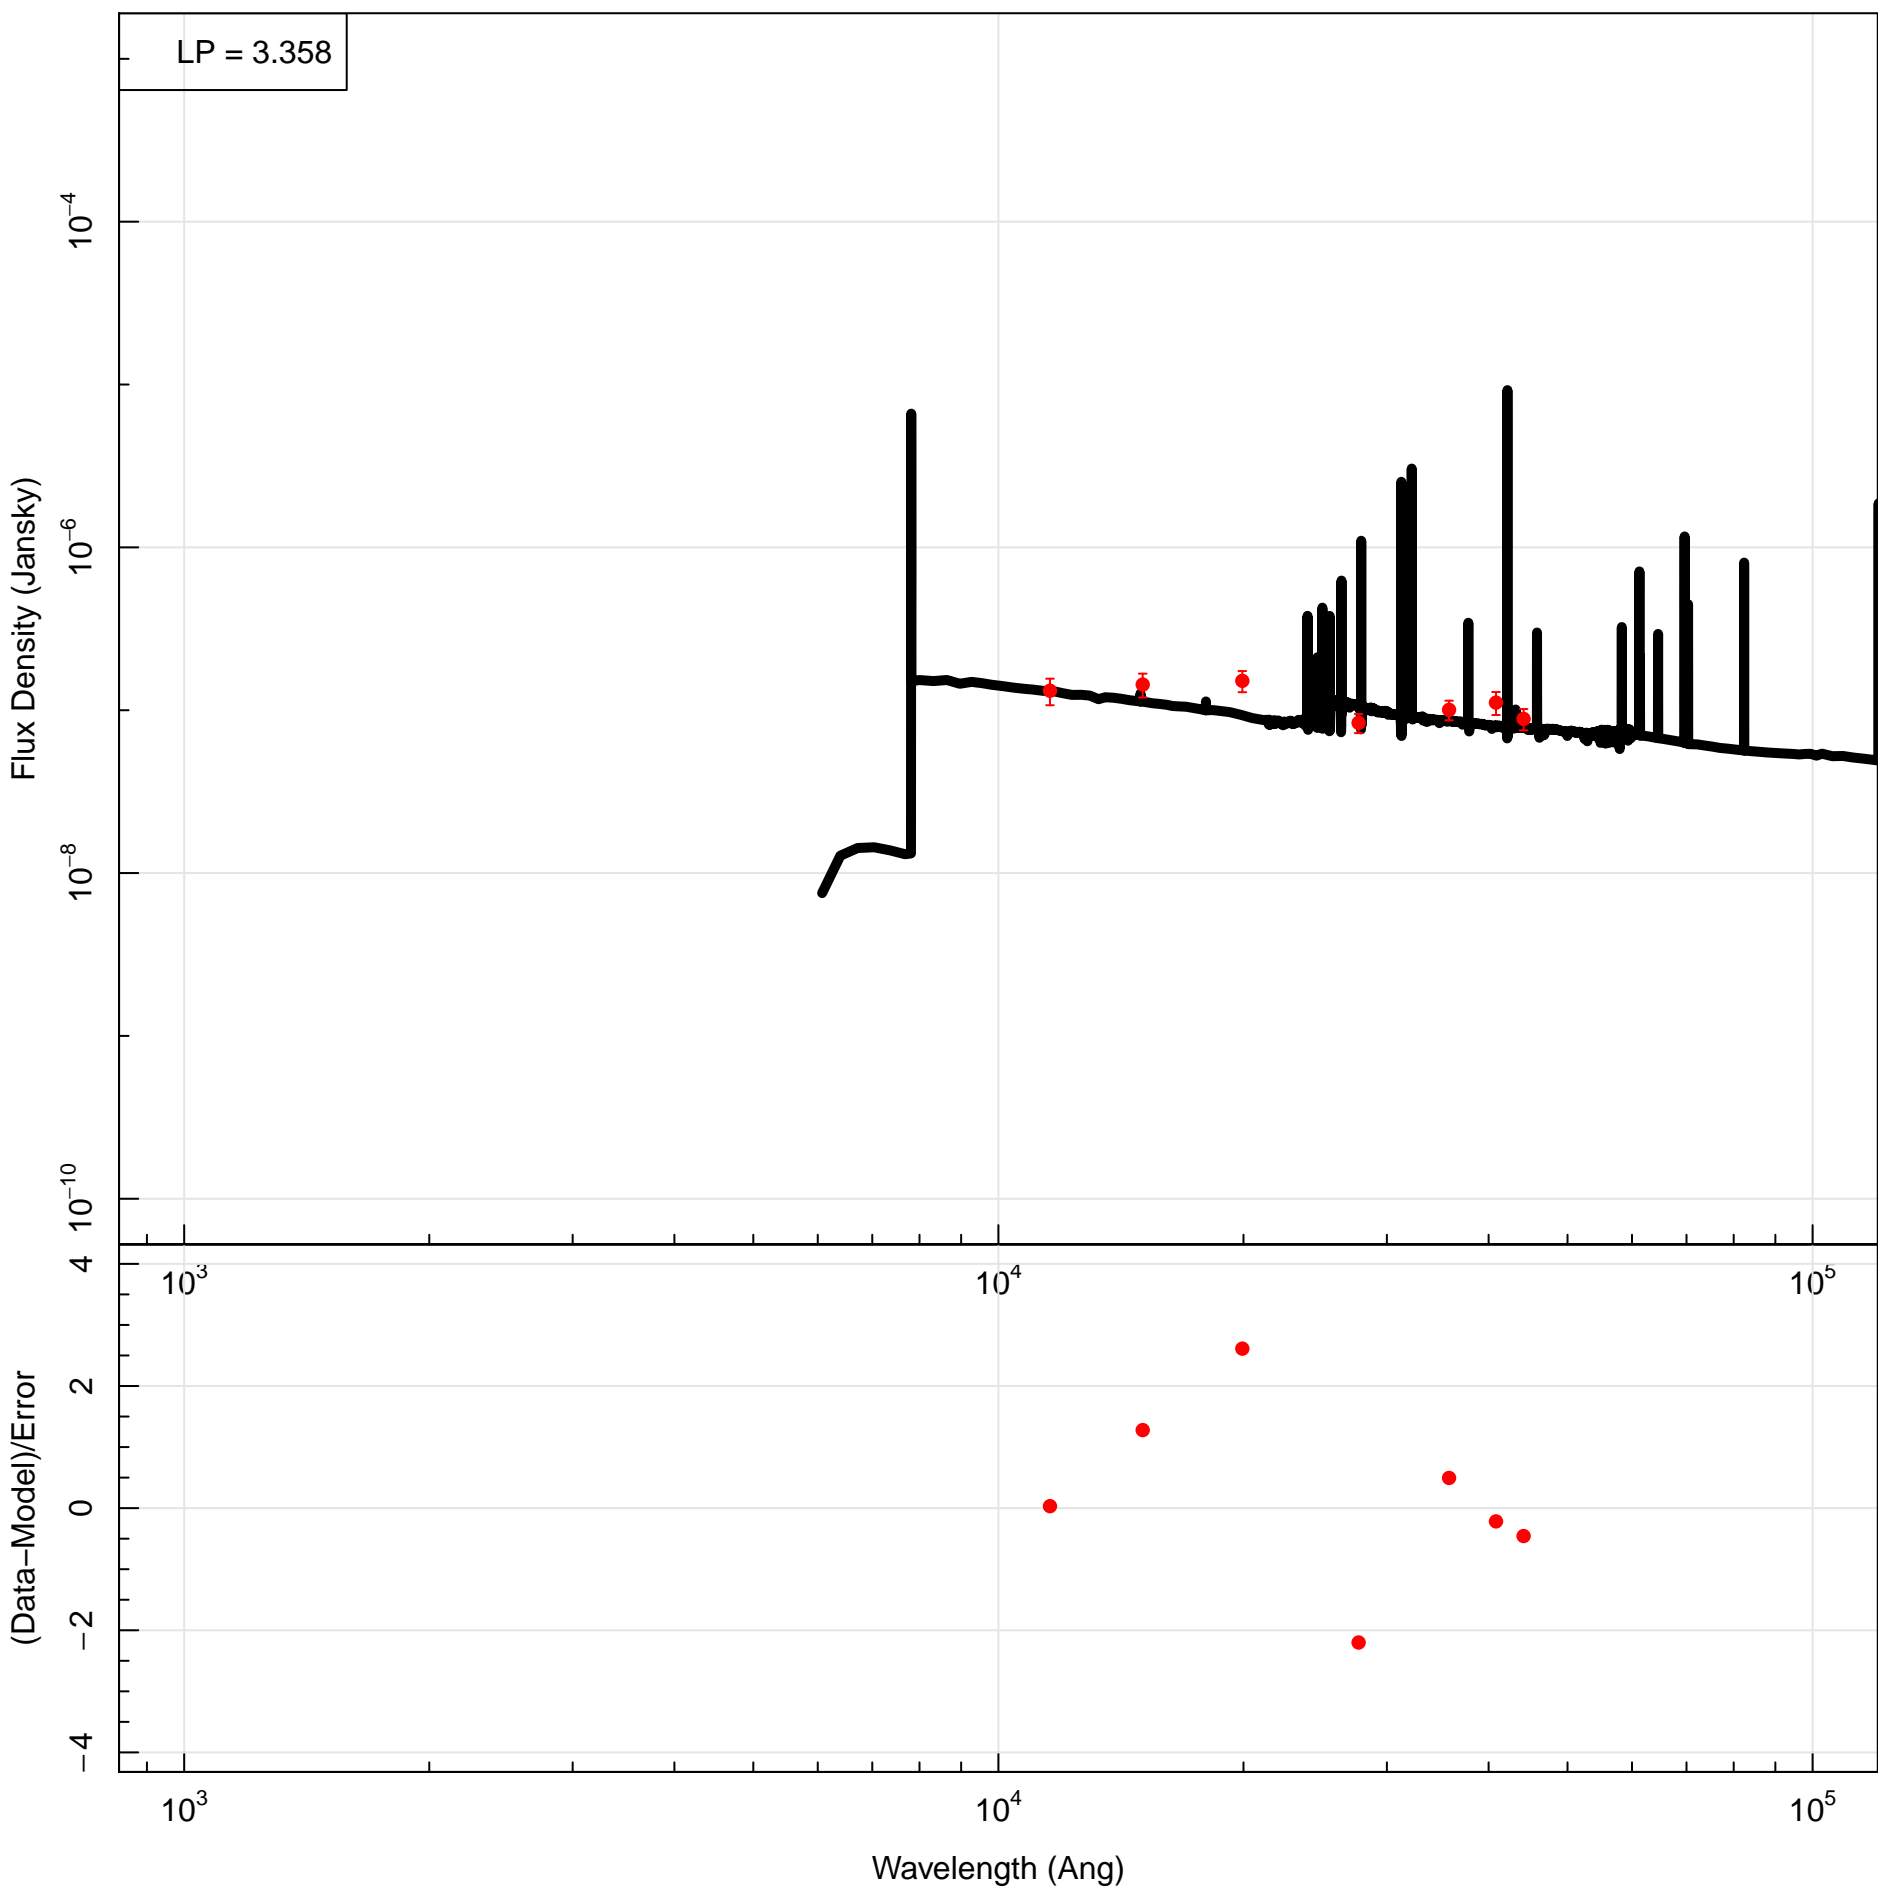 LP = 3.358
Flux Density (Jansky)
10−4
10−6
10−8
10−10
103 104 105
(Data−Model)/Error
4
2
0
−2
−4
103 104 105
Wavelength (Ang)